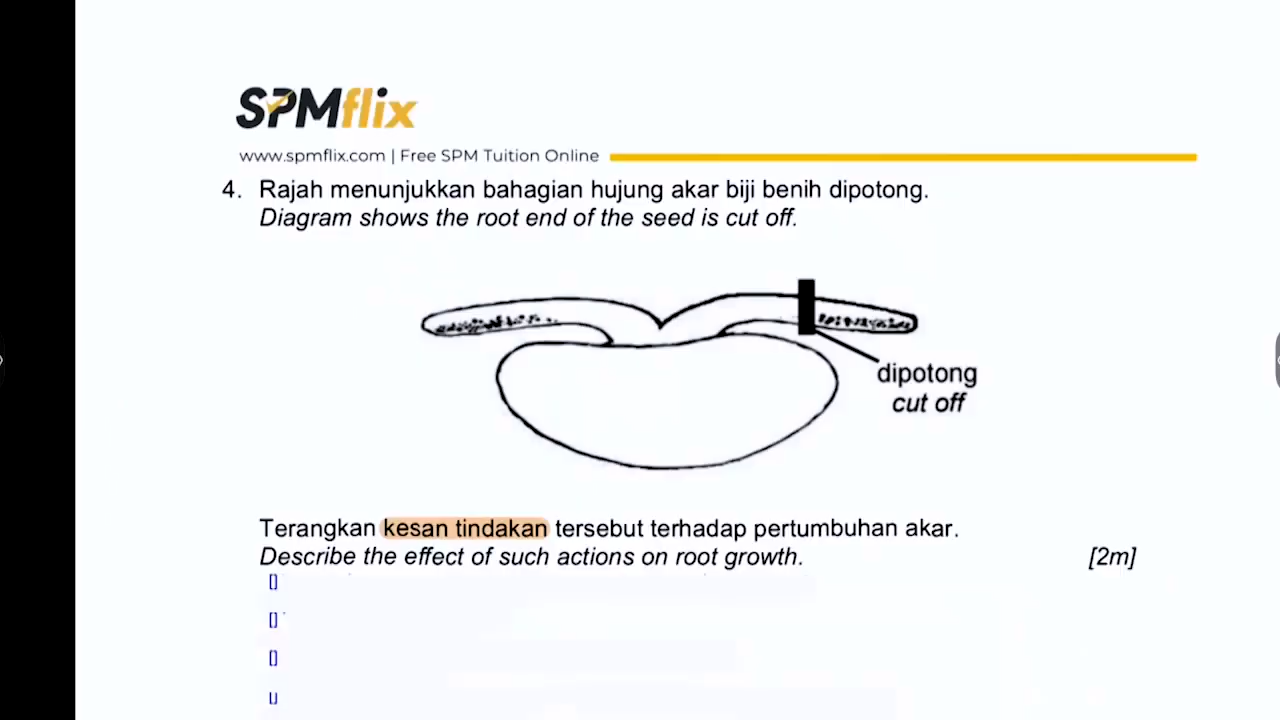 SPMflix
www.spmflix.com | Free SPM Tuition Online
4. Rajah menunjukkan bahagian hujung akar biji benih dipotong.
Diagram shows the root end of the seed is cut off.
dipotong
cut off
Terangkan kesan tindakan tersebut terhadap pertumbuhan akar.
Describe the effect of such actions on root growth. [2m]
[]
[]
[]
[]